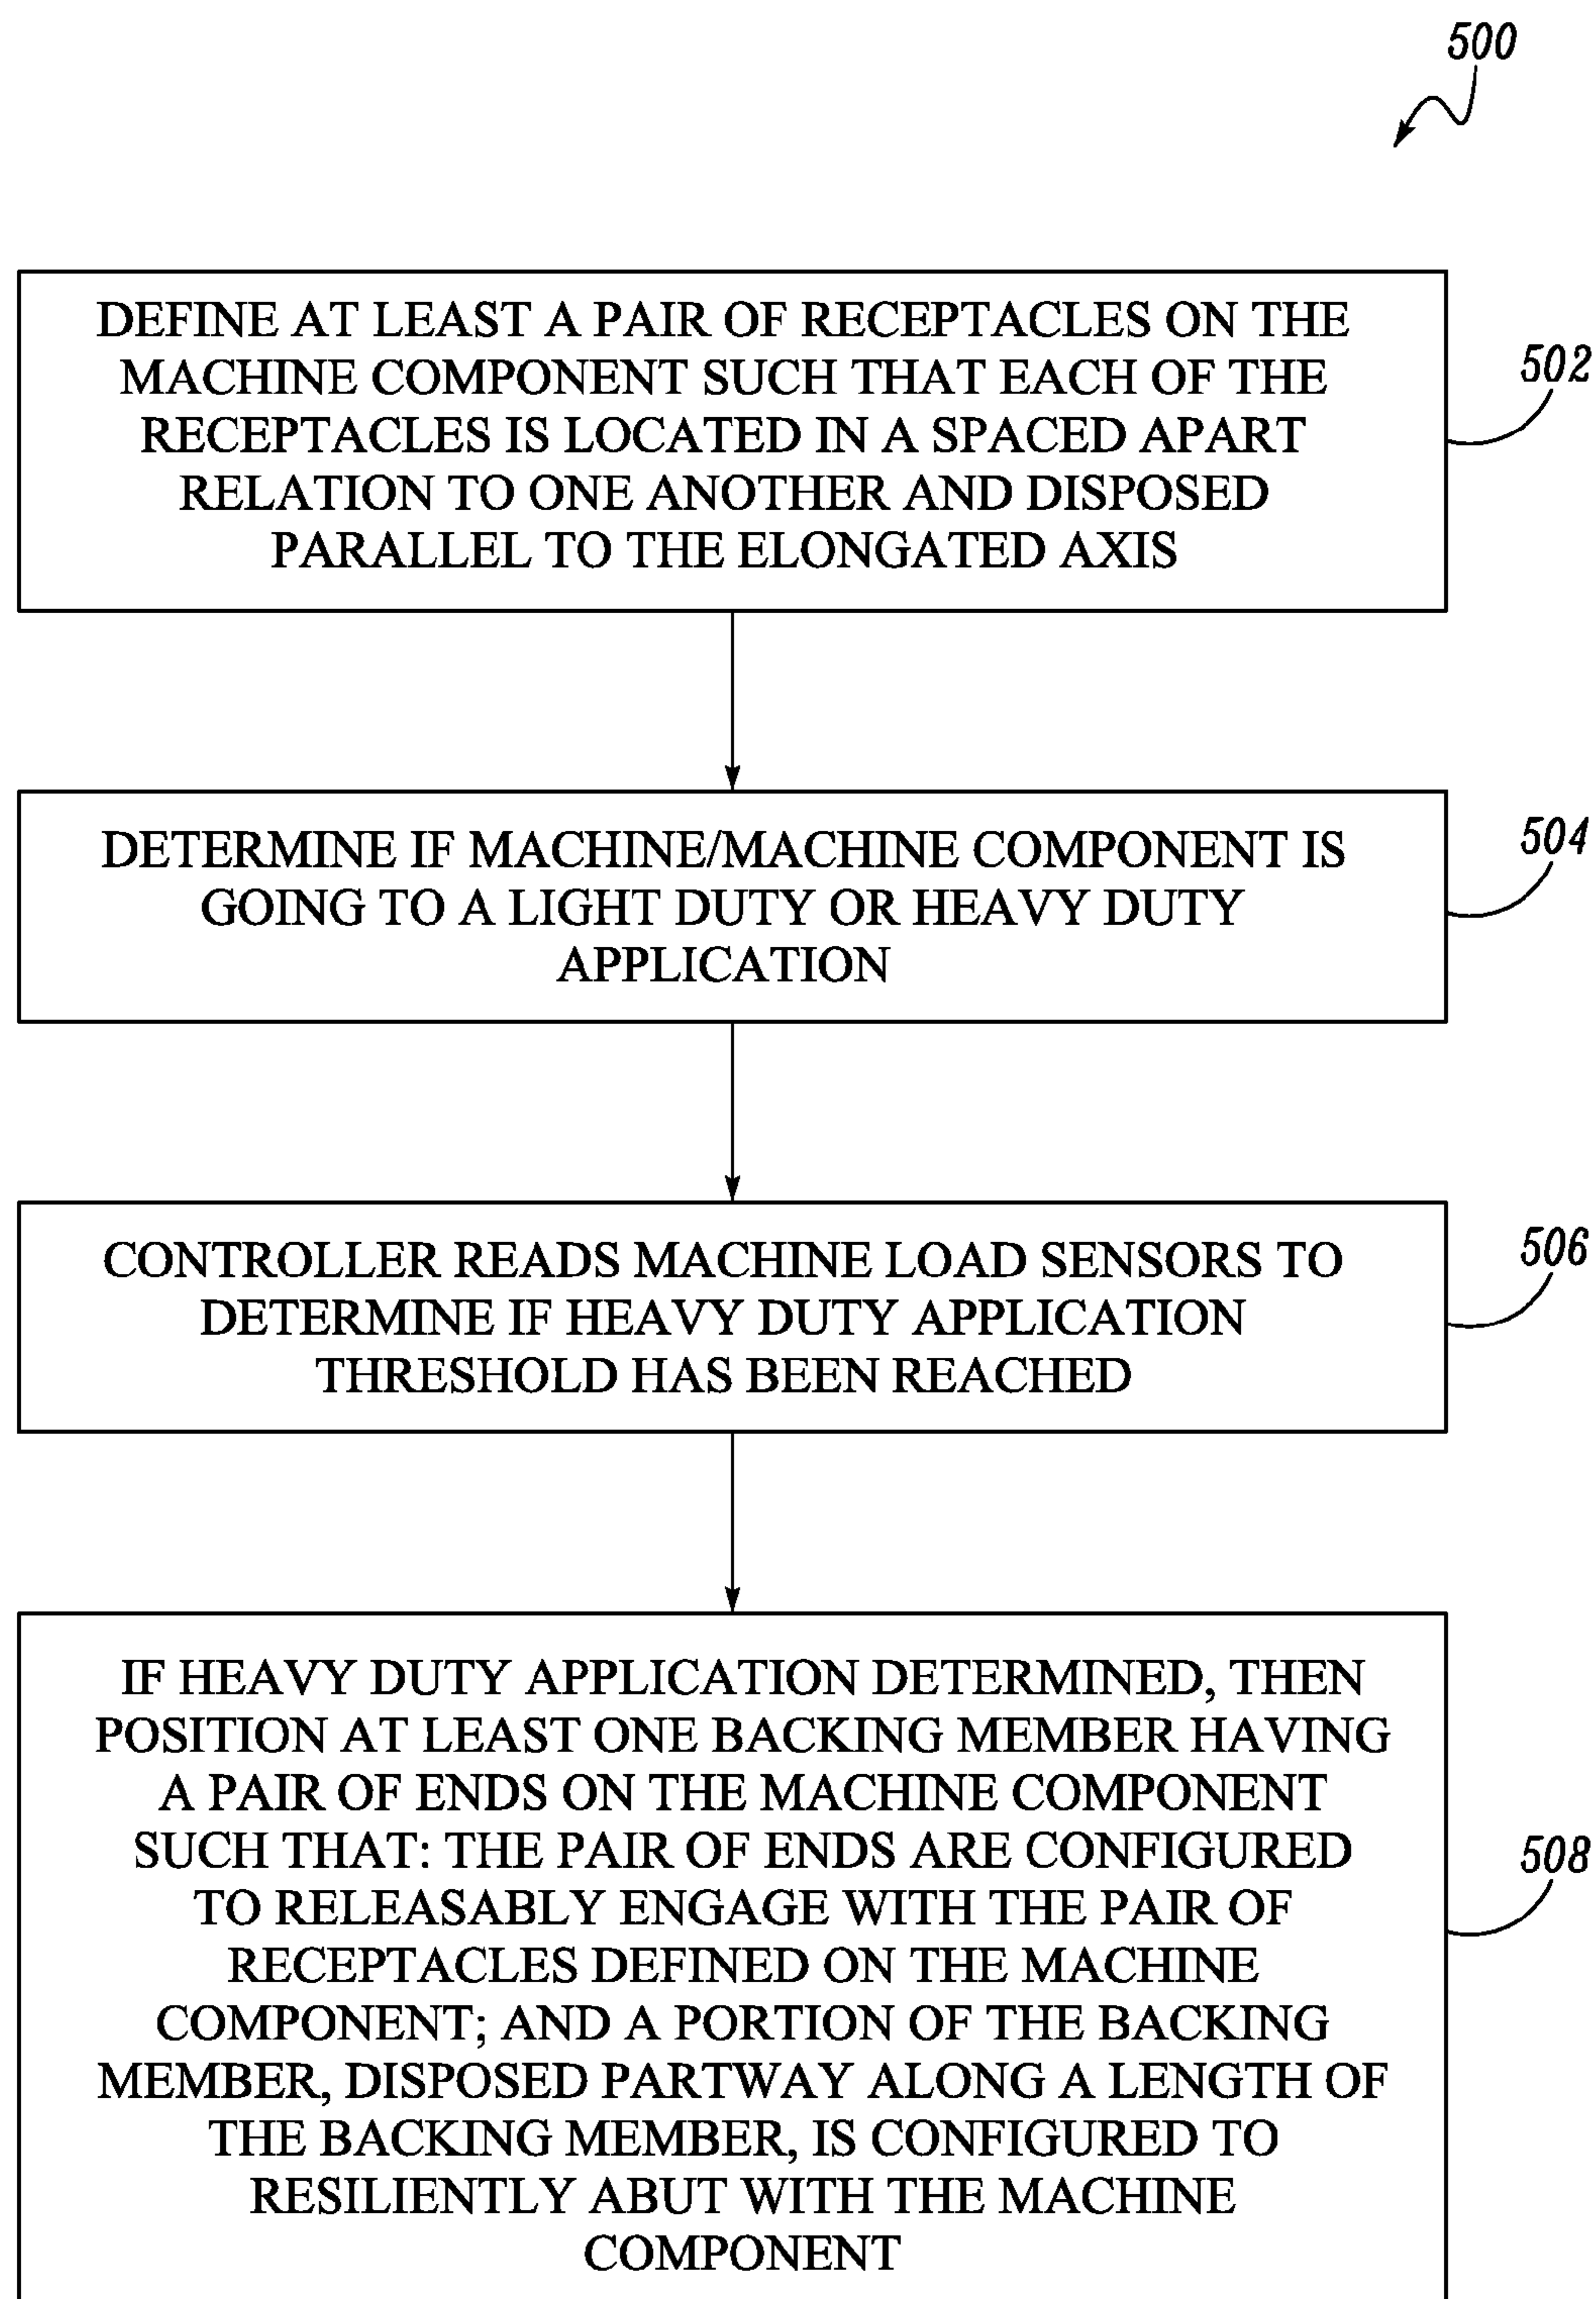 500
DEFINE AT LEAST A PAIR OF RECEPTACLES ON THE
MACHINE COMPONENT SUCH THAT EACH OF THE
RECEPTACLES IS LOCATED IN A SPACED APART
RELATION TO ONE ANOTHER AND DISPOSED
PARALLEL TO THE ELONGATED AXIS
502
DETERMINE IF MACHINE/MACHINE COMPONENT IS
GOING TO A LIGHT DUTY OR HEAVY DUTY
APPLICATION
504
CONTROLLER READS MACHINE LOAD SENSORS TO
DETERMINE IF HEAVY DUTY APPLICATION
THRESHOLD HAS BEEN REACHED
506
IF HEAVY DUTY APPLICATION DETERMINED, THEN
POSITION AT LEAST ONE BACKING MEMBER HAVING
A PAIR OF ENDS ON THE MACHINE COMPONENT
SUCH THAT: THE PAIR OF ENDS ARE CONFIGURED
TO RELEASABLY ENGAGE WITH THE PAIR OF
RECEPTACLES DEFINED ON THE MACHINE
COMPONENT; AND A PORTION OF THE BACKING
MEMBER, DISPOSED PARTWAY ALONG A LENGTH OF
THE BACKING MEMBER, IS CONFIGURED TO
RESILIENTLY ABUT WITH THE MACHINE
COMPONENT
508